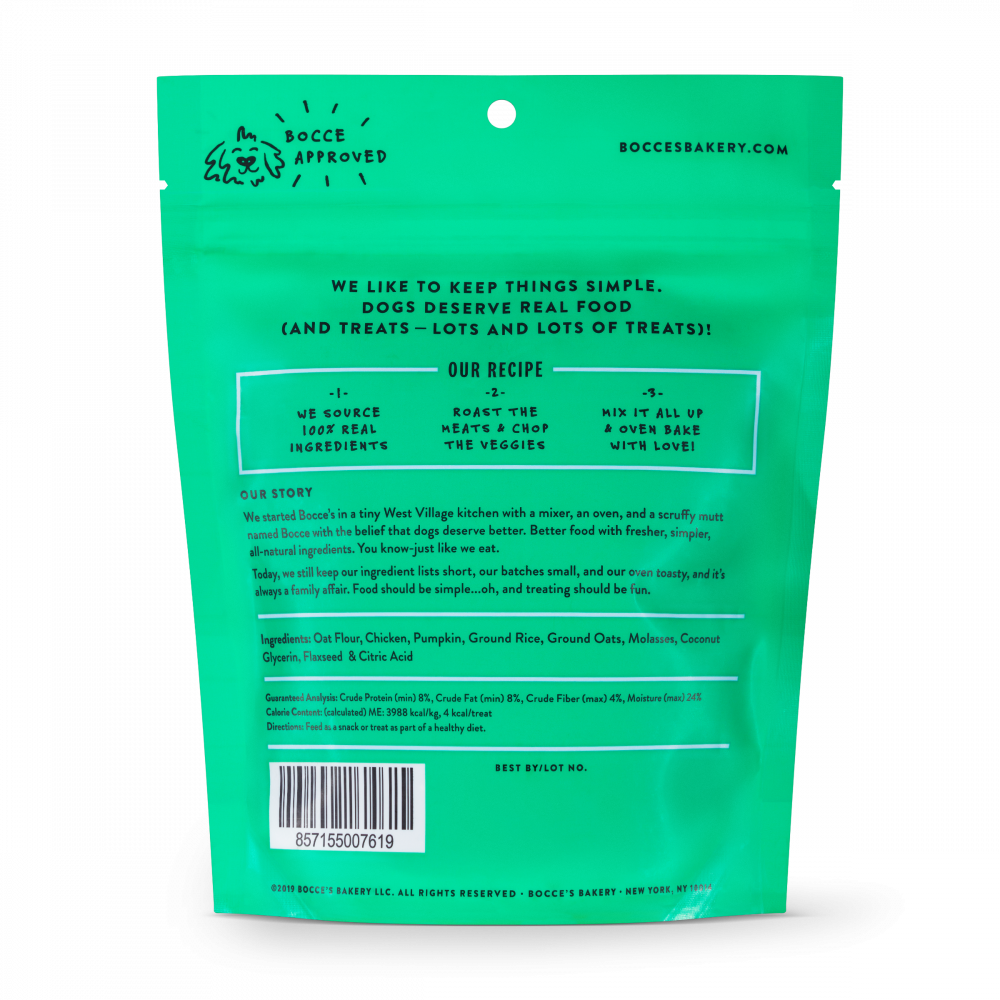 BOCCE
APPROVED
BOCCESBAKERY.COM
WE LIKE TO KEEP THINGS SIMPLE.
DOGS DESERVE REAL FOOD
(AND TREATS — LOTS AND LOTS OF TREATS)!
OUR RECIPE
-1-
WE SOURCE
100% REAL
INGREDIENTS
-2-
ROAST THE
MEATS & CHOP
THE VEGGIES
-3-
MIX IT ALL UP
& OVEN BAKE
WITH LOVE!
OUR STORY
We started Bocce's in a tiny West Village kitchen with a mixer, an oven, and a scruffy mutt
named Bocce with the belief that dogs deserve better. Better food with fresher, simpler,
all-natural ingredients. You know-just like we eat.
Today, we still keep our ingredient lists short, our batches small, and our oven toasty, and it's
always a family affair. Food should be simple...oh, and treating should be fun.
Ingredients: Oat Flour, Chicken, Pumpkin, Ground Rice, Ground Oats, Molasses, Coconut
Glycerin, Flaxseed & Citric Acid
Guaranteed Analysis: Crude Protein (min) 8%, Crude Fat (min) 8%, Crude Fiber (max) 4%, Moisture (max) 24%
Calorie Content: (calculated) ME: 3988 kcal/kg, 4 kcal/treat
Directions: Feed as a snack or treat as part of a healthy diet.
BEST BY/LOT NO.
857155007619
©2019 BOCCE'S BAKERY LLC. ALL RIGHTS RESERVED • BOCCE'S BAKERY • NEW YORK, NY